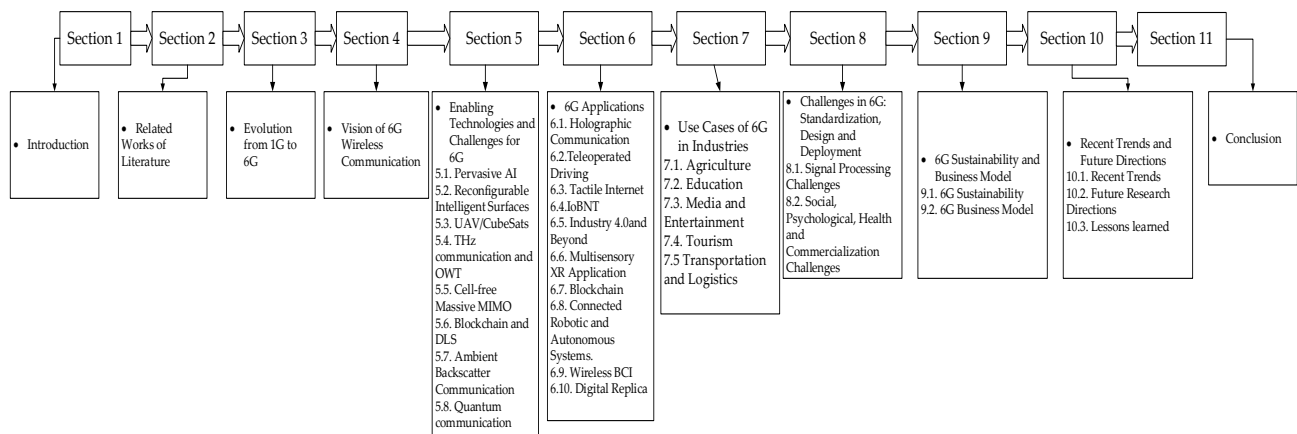 Section 1
Section 2
Section 3
Section 4
Section 5
Section 6
Section 7
Section 8
Section 9
Section 10
Section 11
• Introduction
• Related
Works of
Literature
• Evolution
from 1G to
6G
• Vision of 6G
Wireless
Communication
• Enabling
Technologies and
Challenges for
6G
5.1. Pervasive AI
5.2. Reconfigurable
Intelligent Surfaces
5.3. UAV/CubeSats
5.4. THz
communication and
OWT
5.5. Cell-free
Massive MIMO
5.6. Blockchain and
DLS
5.7. Ambient
Backscatter
Communication
5.8. Quantum
communication
• 6G Applications
6.1. Holographic
Communication
6.2.Teleoperated
Driving
6.3. Tactile Internet
6.4.IoBNT
6.5. Industry 4.0and
Beyond
6.6. Multisensory
XR Application
6.7. Blockchain
6.8. Connected
Robotic and
Autonomous
Systems.
6.9. Wireless BCI
6.10. Digital Replica
• Use Cases of 6G
in Industries
7.1. Agriculture
7.2. Education
7.3. Media and
Entertainment
7.4. Tourism
7.5 Transportation
and Logistics
• Challenges in 6G:
Standardization,
Design and
Deployment
8.1. Signal Processing
Challenges
8.2. Social,
Psychological, Health
and
Commercialization
Challenges
• 6G Sustainability and
Business Model
9.1. 6G Sustainability
9.2. 6G Business Model
• Recent Trends and
Future Directions
10.1. Recent Trends
10.2. Future Research
Directions
10.3. Lessons learned
• Conclusion